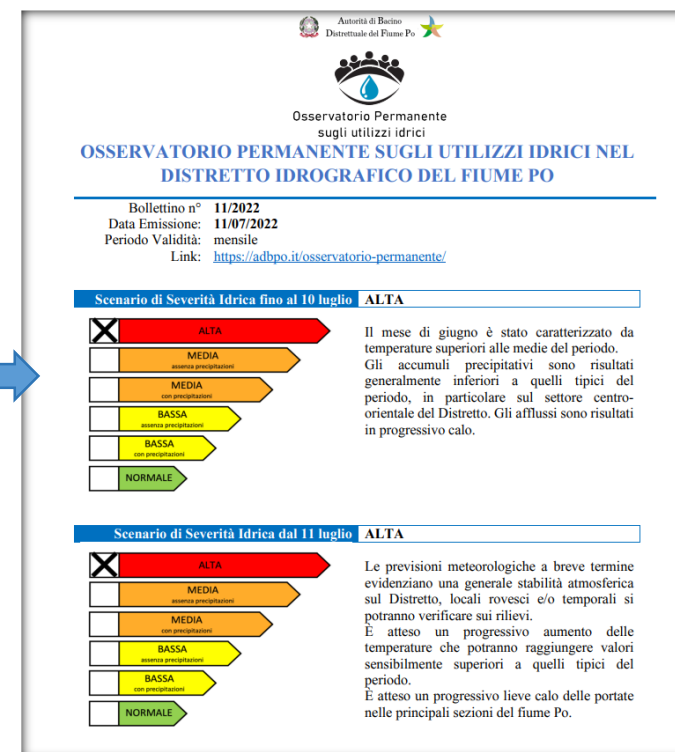 Autorità di Bacino
Distrettuale del Fiume Po
Osservatorio Permanente
sugli utilizzi idrici
OSSERVATORIO PERMANENTE SUGLI UTILIZZI IDRICI NEL
DISTRETTO IDROGRAFICO DEL FIUME PO
Bollettino n° 11/2022
Data Emissione: 11/07/2022
Periodo Validità: mensile
Link: https://adbpo.it/osservatorio-permanente/
Scenario di Severità Idrica fino al 10 luglio ALTA
ALTA
MEDIA
assenza precipitazioni
MEDIA
con precipitazioni
BASSA
assenza precipitazioni
BASSA
con precipitazioni
NORMALE
Il mese di giugno è stato caratterizzato da
temperature superiori alle medie del periodo.
Gli accumuli precipitativi sono risultati
generalmente inferiori a quelli tipici del
periodo, in particolare sul settore centro-
orientale del Distretto. Gli afflussi sono risultati
in progressivo calo.
Scenario di Severità Idrica dal 11 luglio ALTA
ALTA
MEDIA
assenza precipitazioni
MEDIA
con precipitazioni
BASSA
assenza precipitazioni
BASSA
con precipitazioni
NORMALE
Le previsioni meteorologiche a breve termine
evidenziano una generale stabilità atmosferica
sul Distretto, locali rovesci e/o temporali si
potranno verificare sui rilievi.
È atteso un progressivo aumento delle
temperature che potranno raggiungere valori
sensibilmente superiori a quelli tipici del
periodo.
È atteso un progressivo lieve calo delle portate
nelle principali sezioni del fiume Po.